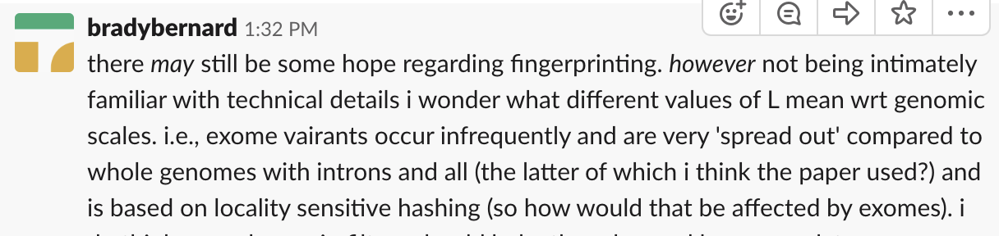 bradybernard 1:32 PM
there may still be some hope regarding fingerprinting. however not being intimately
familiar with technical details i wonder what different values of L mean wrt genomic
scales. i.e., exome vairants occur infrequently and are very 'spread out' compared to
whole genomes with introns and all (the latter of which i think the paper used?) and
is based on locality sensitive hashing (so how would that be affected by exomes). i